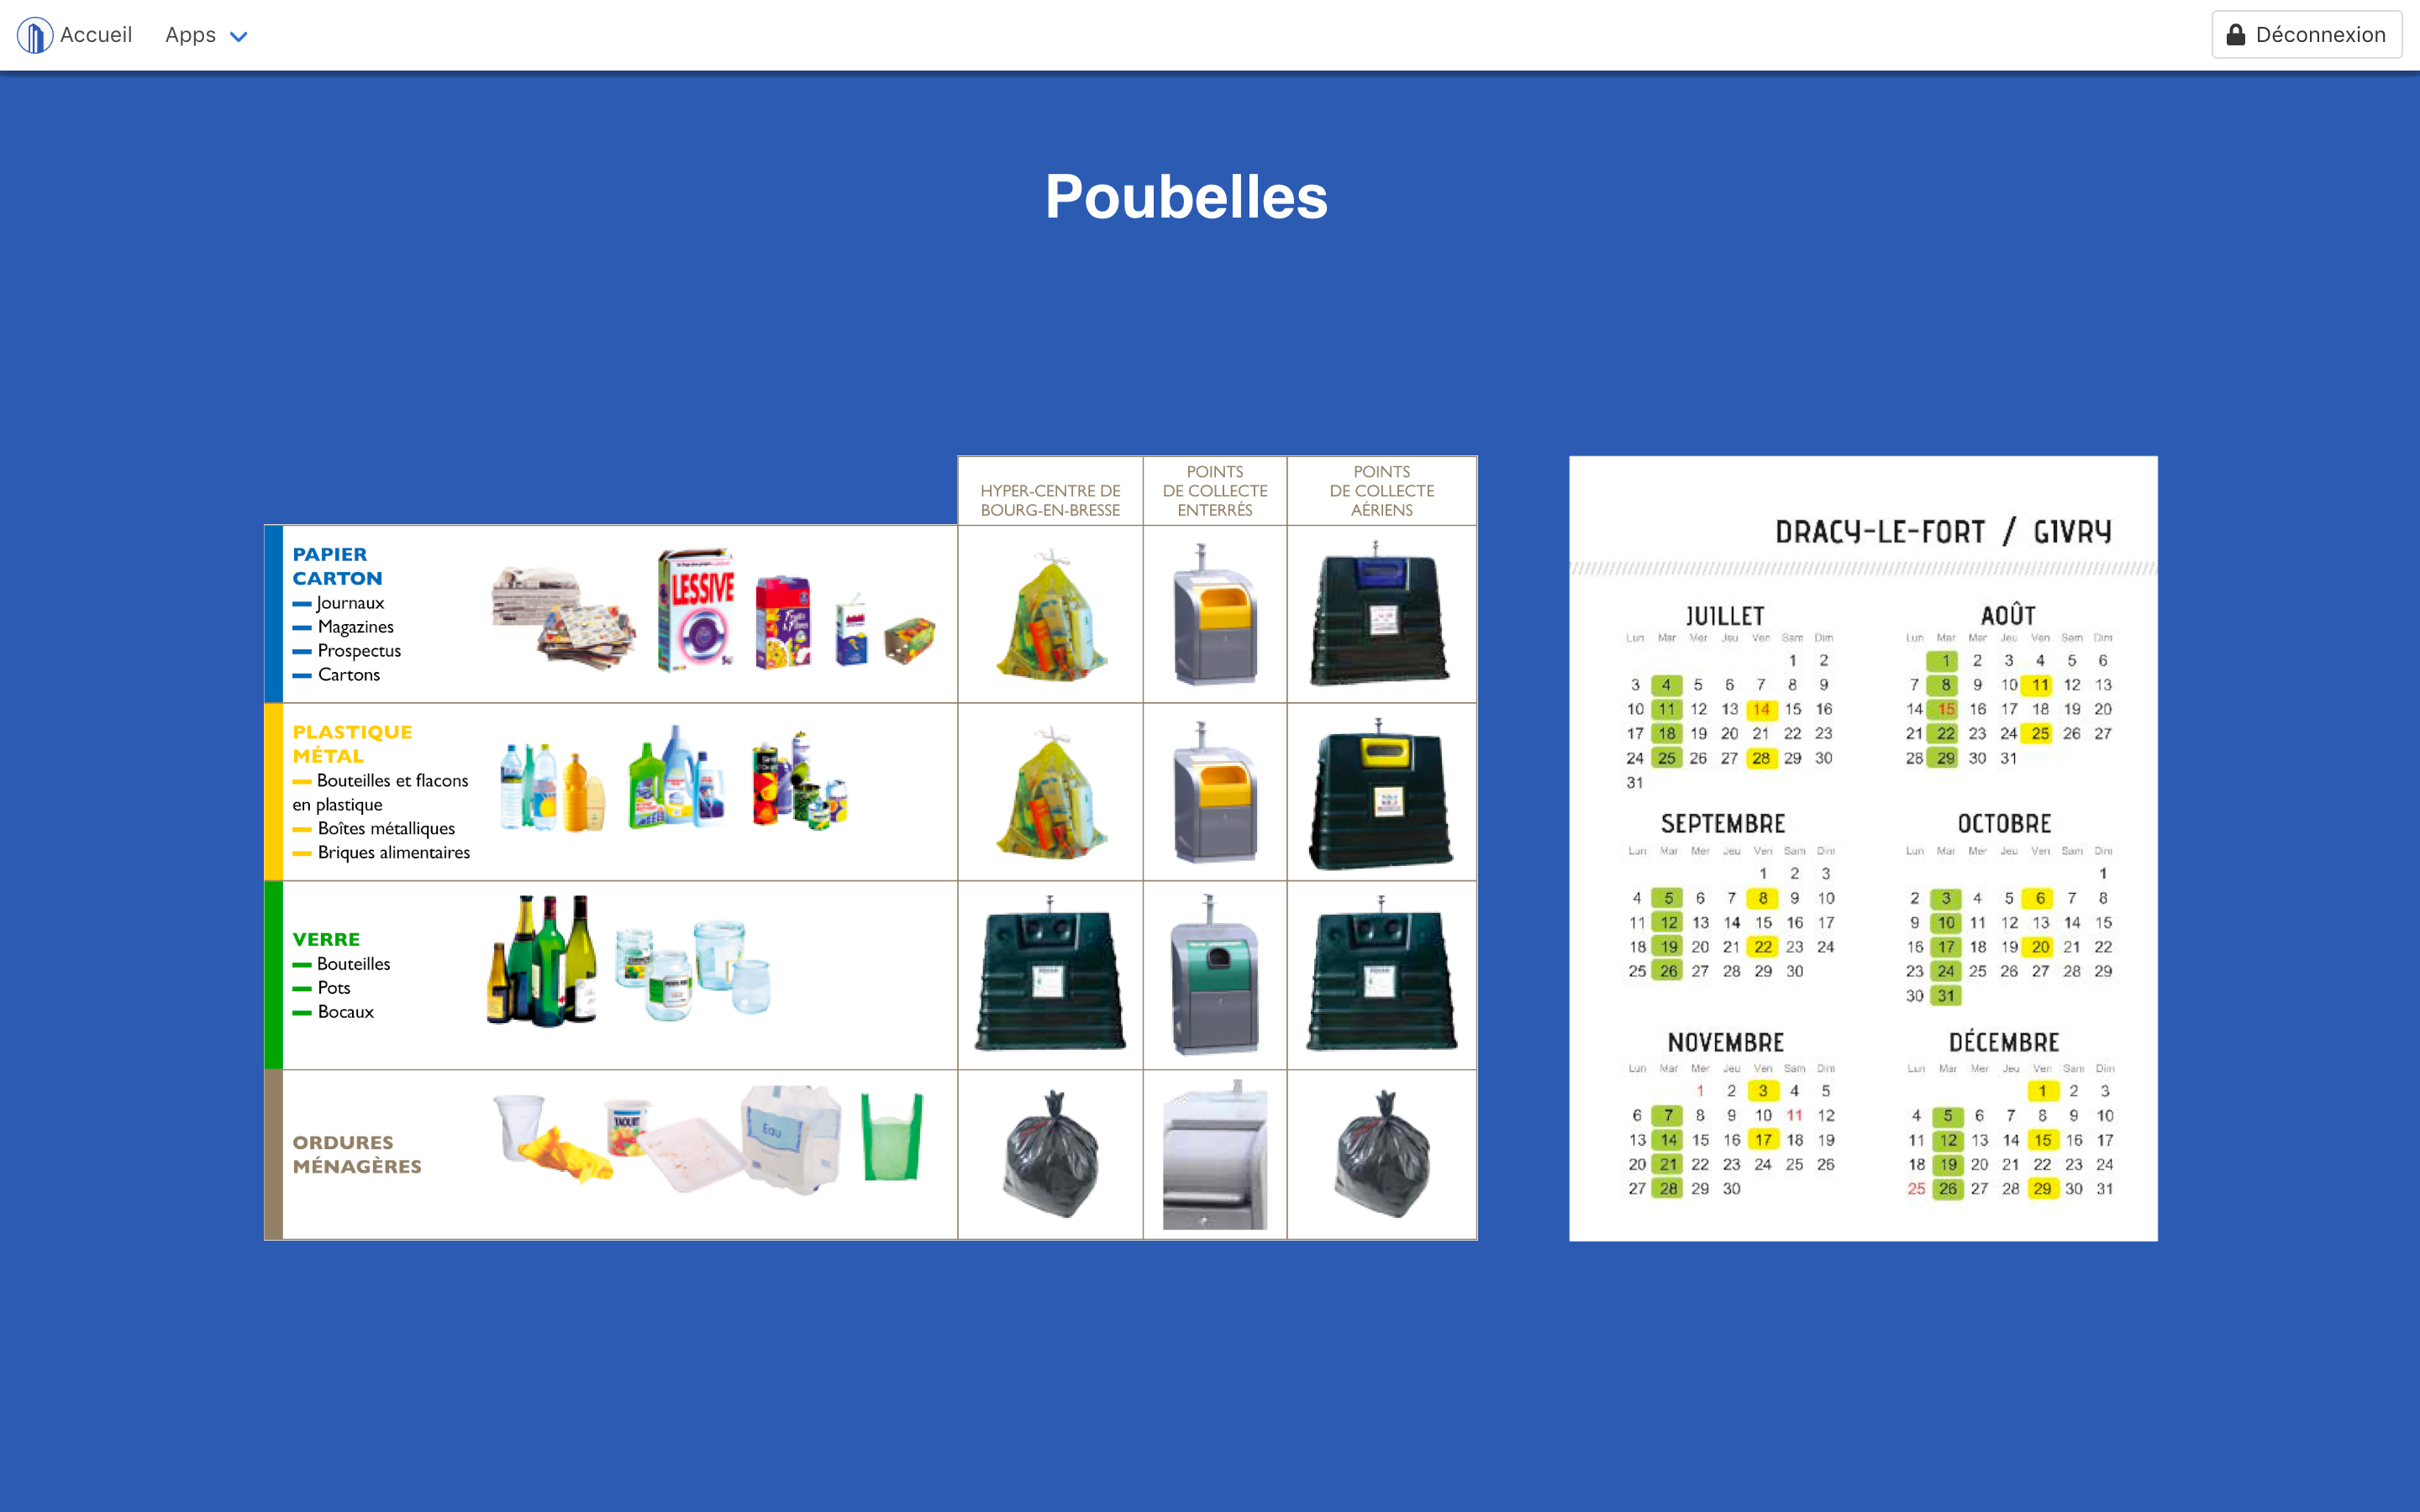 Accueil Apps Déconnexion
Poubelles
HYPER-CENTRE DE
BOURG-EN-BRESSE
POINTS
DE COLLECTE
ENTERRÉS
POINTS
DE COLLECTE
AÉRIENS
PAPIER
CARTON
Journaux
Magazines
Prospectus
Cartons
LESSIVE
PLASTIQUE
MÉTAL
Bouteilles et flacons
en plastique
Boîtes métalliques
Briques alimentaires
VERRE
Bouteilles
Pots
Bocaux
ORDURES
MÉNAGÈRES
YAOURT
Eau
DRACY-LE-FORT / GIVRY
JUILLET
Lun Mar Mer Jeu Ven Sam Dim
1 2
3 4 5 6 7 8 9
10 11 12 13 14 15 16
17 18 19 20 21 22 23
24 25 26 27 28 29 30
31
AOÛT
Lun Mar Mer Jeu Ven Sam Dim
1 2 3 4 5 6
7 8 9 10 11 12 13
14 15 16 17 18 19 20
21 22 23 24 25 26 27
28 29 30 31
SEPTEMBRE
Lun Mar Mer Jeu Ven Sam Dim
1 2 3
4 5 6 7 8 9 10
11 12 13 14 15 16 17
18 19 20 21 22 23 24
25 26 27 28 29 30
OCTOBRE
Lun Mar Mer Jeu Ven Sam Dim
1
2 3 4 5 6 7 8
9 10 11 12 13 14 15
16 17 18 19 20 21 22
23 24 25 26 27 28 29
30 31
NOVEMBRE
Lun Mar Mer Jeu Ven Sam Dim
1 2 3 4 5
6 7 8 9 10 11 12
13 14 15 16 17 18 19
20 21 22 23 24 25 26
27 28 29 30
DÉCEMBRE
Lun Mar Mer Jeu Ven Sam Dim
1 2 3
4 5 6 7 8 9 10
11 12 13 14 15 16 17
18 19 20 21 22 23 24
25 26 27 28 29 30 31